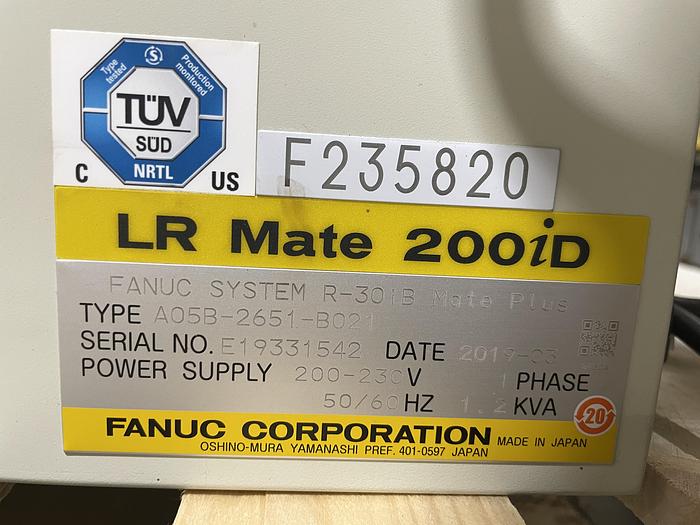 Type tested
Production monitored
TÜV
SÜD
NRTL
C US
F235820
LR Mate 200iD
FANUC SYSTEM R-30iB Mate Plus
TYPE A05B-2651-B021
SERIAL NO. E19331542 DATE 2019-03
POWER SUPPLY 200-230V 1 PHASE
50/60HZ 1.2KVA
20
FANUC CORPORATION MADE IN JAPAN
OSHINO-MURA YAMANASHI PREF. 401-0597 JAPAN